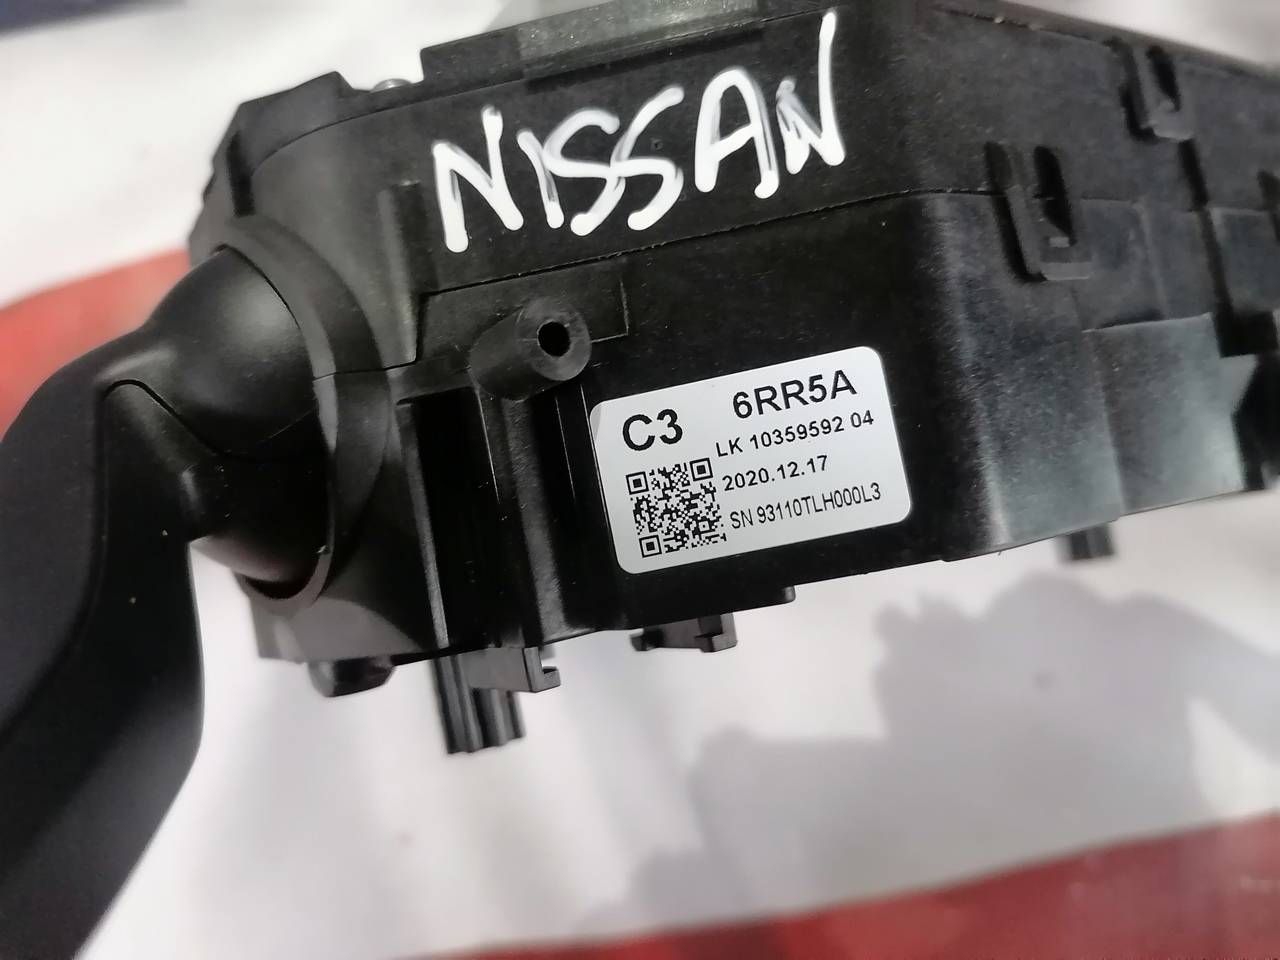 NISSAN
C3 6RR5A
LK 10359592 04
2020.12.17
SN 93110TLH000L3